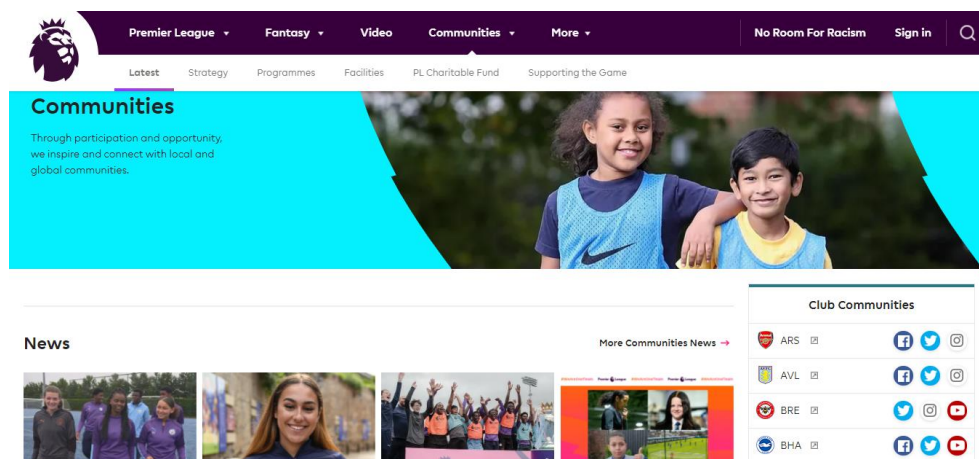 Premier League Fantasy Video Communities More No Room For Racism Sign in
Latest Strategy Programmes Facilities PL Charitable Fund Supporting the Game
Communities
Through participation and opportunity,
we inspire and connect with local and
global communities.
Club Communities
News
More Communities News →
ARS
AVL
BRE
BHA